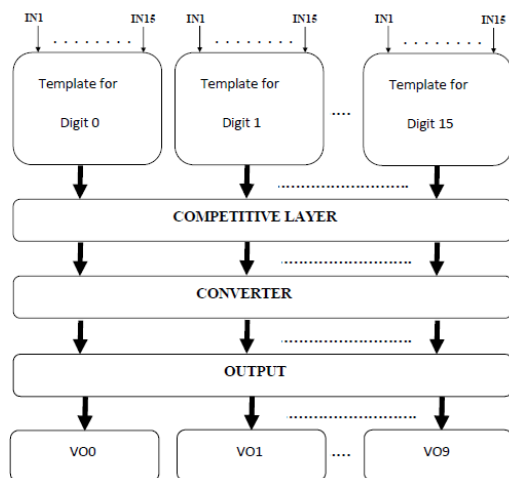 IN1 IN15 IN1 IN15 IN1 IN15
. . . . . . . . . . . . . . . . . . . . . . . .
Template for Template for Template for
Digit 0 Digit 1 .... Digit 15
COMPETITIVE LAYER
CONVERTER
OUTPUT
VO0 VO1 .... VO9